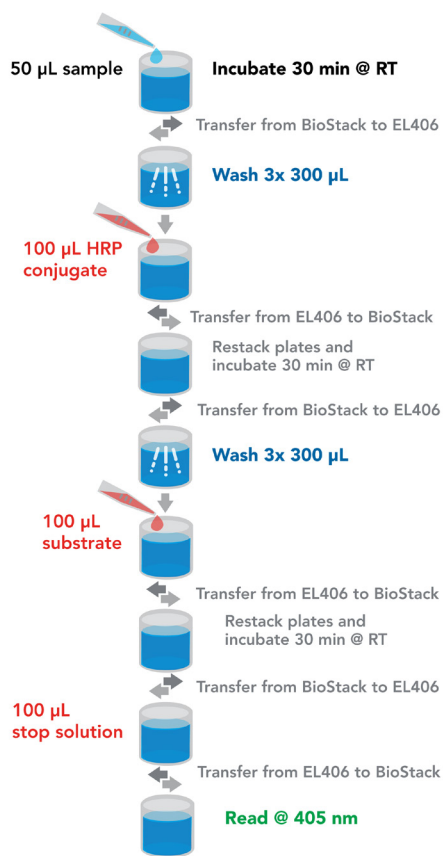 50 µL sample
Incubate 30 min @ RT
Transfer from BioStack to EL406
Wash 3x 300 µL
100 µL HRP
conjugate
Transfer from EL406 to BioStack
Restack plates and
incubate 30 min @ RT
Transfer from BioStack to EL406
Wash 3x 300 µL
100 µL
substrate
Transfer from EL406 to BioStack
Restack plates and
incubate 30 min @ RT
Transfer from BioStack to EL406
100 µL
stop solution
Transfer from EL406 to BioStack
Read @ 405 nm